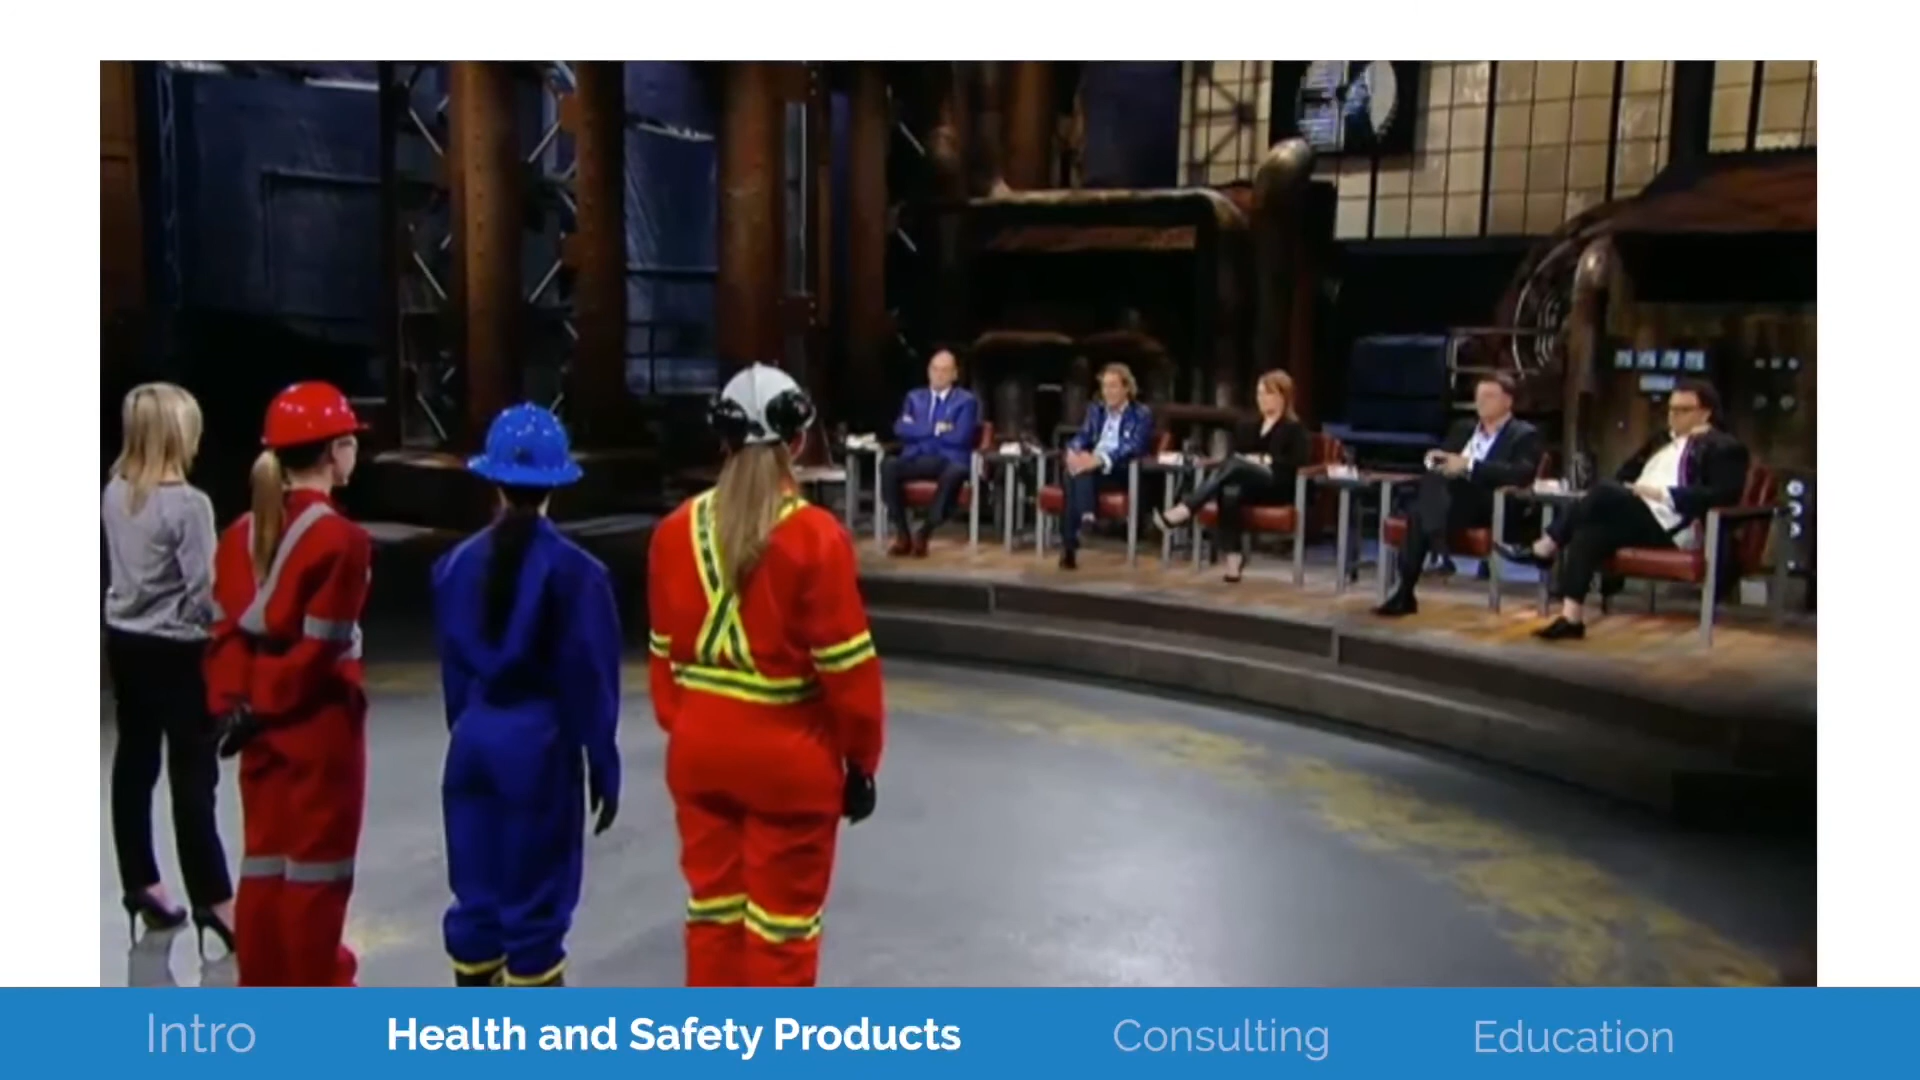 Intro
Health and Safety Products
Consulting
Education